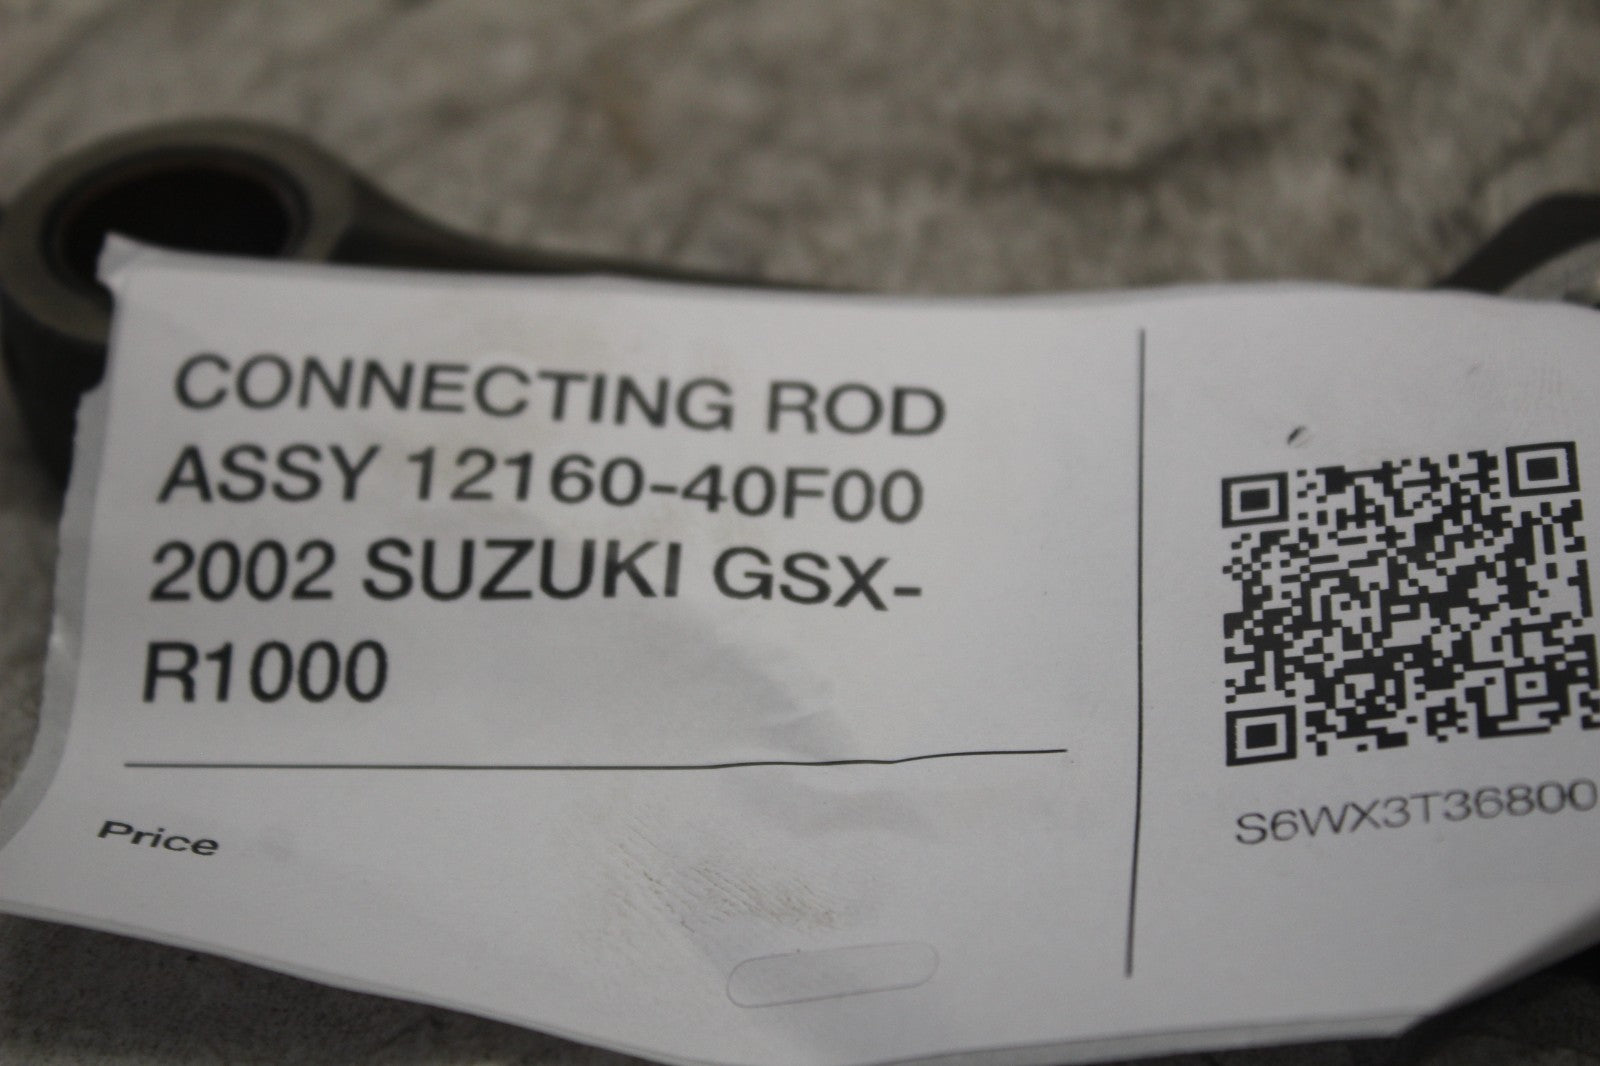 CONNECTING ROD
ASSY 12160-40F00
2002 SUZUKI GSX-
R1000
Price
S6WX3T36800